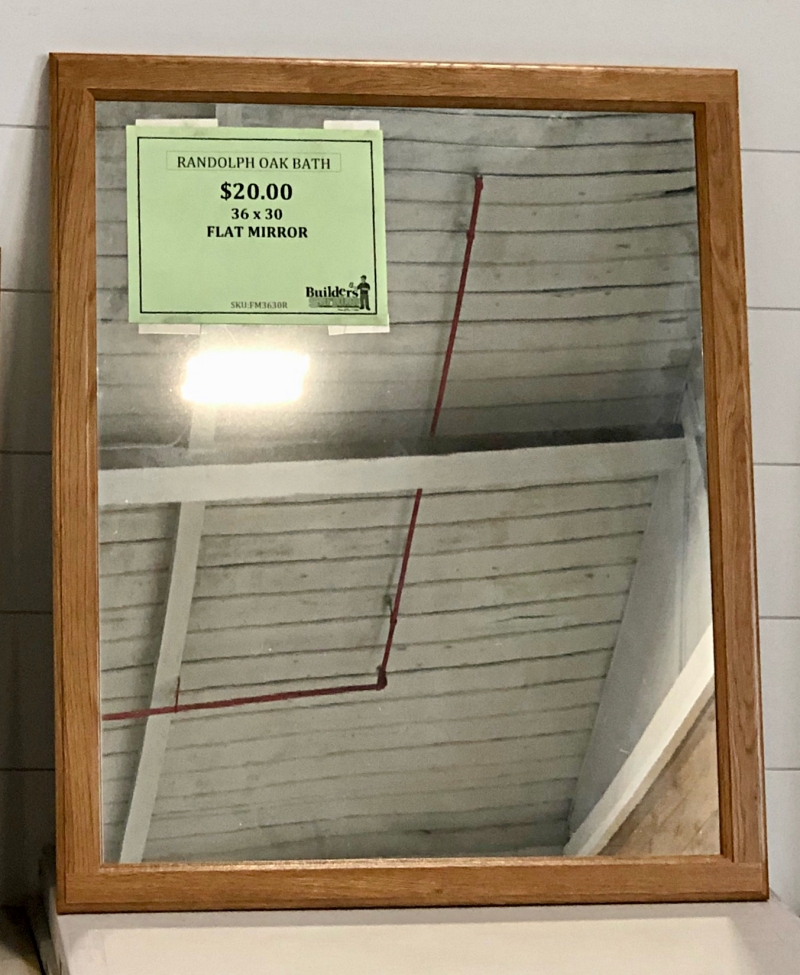 RANDOLPH OAK BATH
$20.00
36 x 30
FLAT MIRROR
Builders
SKU:FM3630R